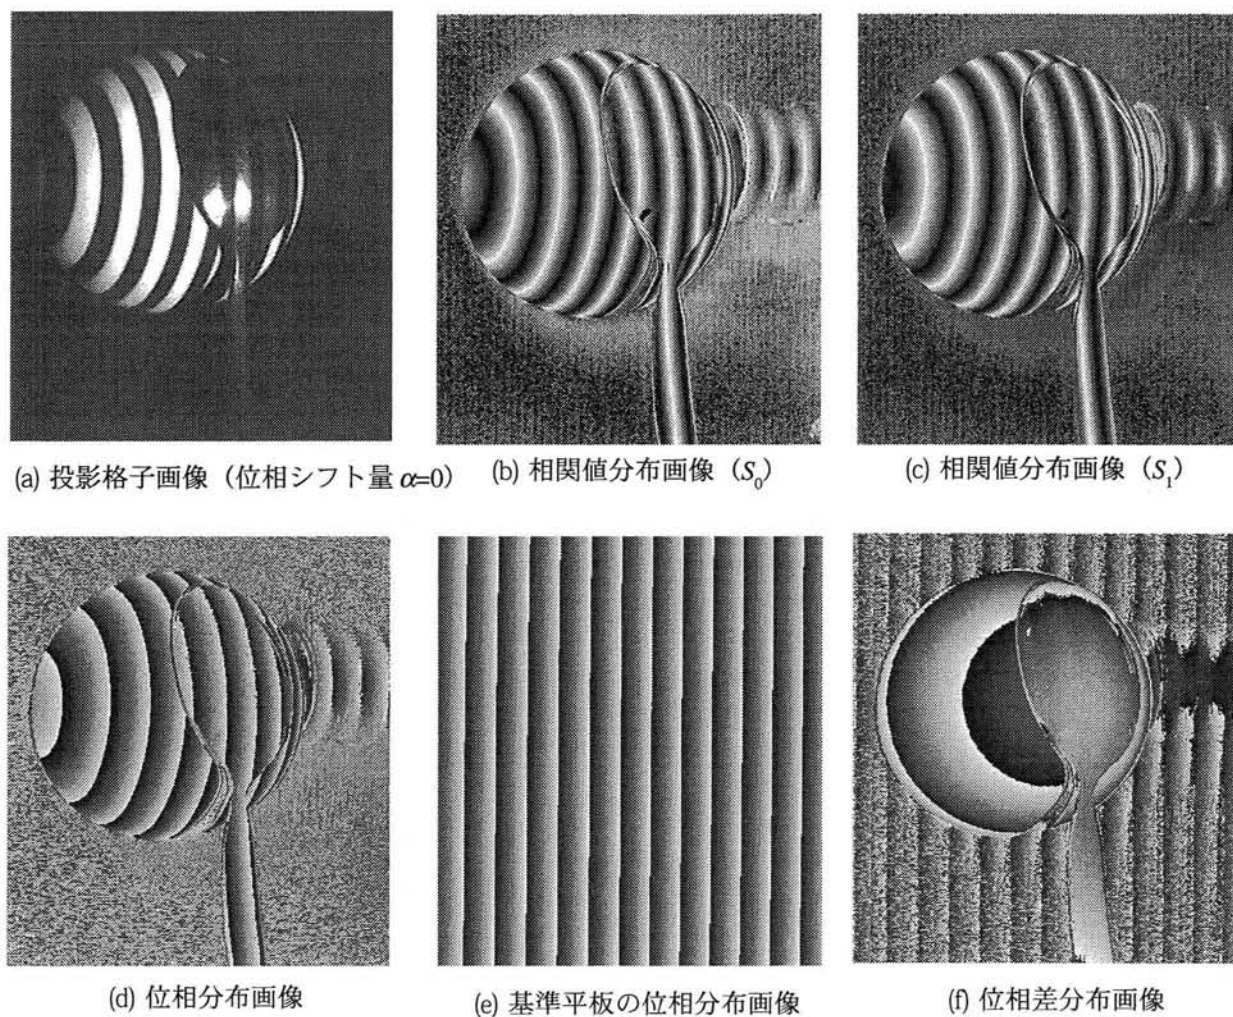 (a) 投影格子画像（位相シフト量 α=0）
(b) 相関値分布画像（S₀）
(c) 相関値分布画像（S₁）
(d) 位相分布画像
(e) 基準平板の位相分布画像
(f) 位相差分布画像